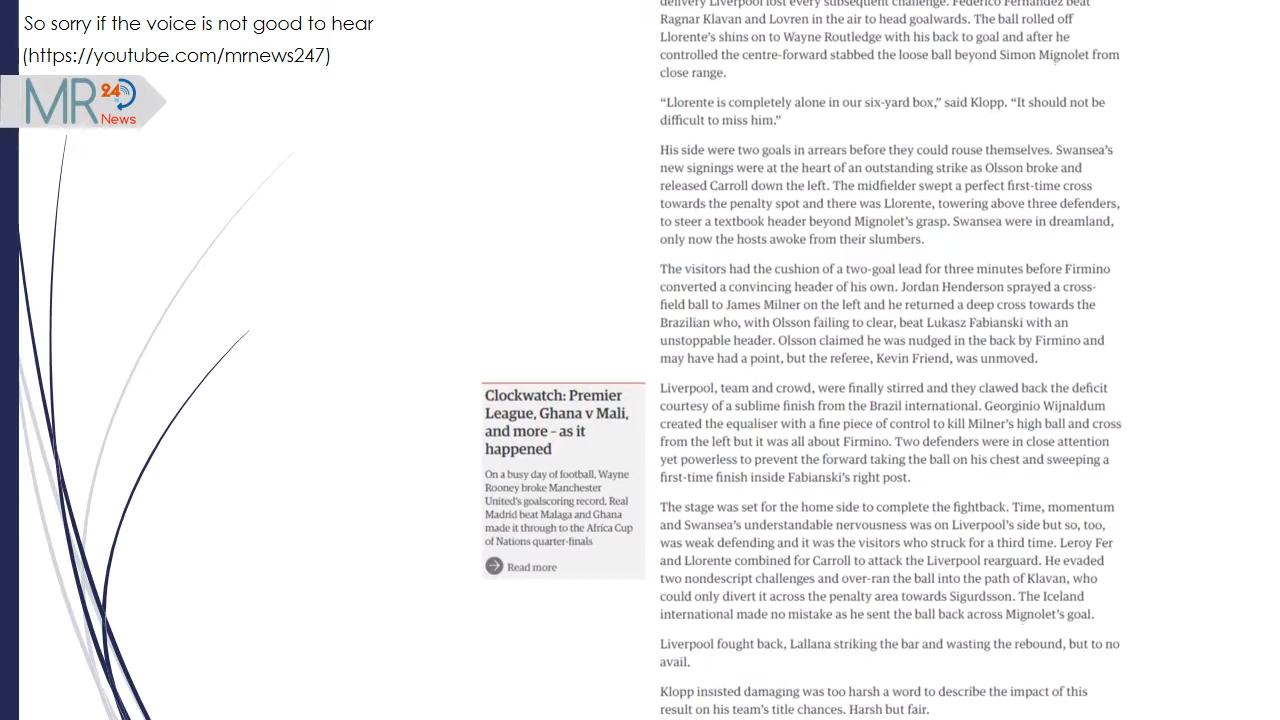 So sorry if the voice is not good to hear
(https://youtube.com/mrnews247)
MR 24
News
delivery Liverpool lost every subsequent challenge. Federico Fernández beat
Ragnar Klavan and Lovren in the air to head goalwards. The ball rolled off
Llorente’s shins on to Wayne Routledge with his back to goal and after he
controlled the centre-forward stabbed the loose ball beyond Simon Mignolet from
close range.
“Llorente is completely alone in our six-yard box,” said Klopp. “It should not be
difficult to miss him.”
His side were two goals in arrears before they could rouse themselves. Swansea’s
new signings were at the heart of an outstanding strike as Olsson broke and
released Carroll down the left. The midfielder swept a perfect first-time cross
towards the penalty spot and there was Llorente, towering above three defenders,
to steer a textbook header beyond Mignolet’s grasp. Swansea were in dreamland,
only now the hosts awoke from their slumbers.
The visitors had the cushion of a two-goal lead for three minutes before Firmino
converted a convincing header of his own. Jordan Henderson sprayed a cross-
field ball to James Milner on the left and he returned a deep cross towards the
Brazilian who, with Olsson failing to clear, beat Lukasz Fabianski with an
unstoppable header. Olsson claimed he was nudged in the back by Firmino and
may have had a point, but the referee, Kevin Friend, was unmoved.
Clockwatch: Premier
League, Ghana v Mali,
and more – as it
happened
On a busy day of football, Wayne
Rooney broke Manchester
United's goalscoring record, Real
Madrid beat Malaga and Ghana
made it through to the Africa Cup
of Nations quarter-finals
Read more
Liverpool, team and crowd, were finally stirred and they clawed back the deficit
courtesy of a sublime finish from the Brazil international. Georginio Wijnaldum
created the equaliser with a fine piece of control to kill Milner’s high ball and cross
from the left but it was all about Firmino. Two defenders were in close attention
yet powerless to prevent the forward taking the ball on his chest and sweeping a
first-time finish inside Fabianski’s right post.
The stage was set for the home side to complete the fightback. Time, momentum
and Swansea’s understandable nervousness was on Liverpool’s side but so, too,
was weak defending and it was the visitors who struck for a third time. Leroy Fer
and Llorente combined for Carroll to attack the Liverpool rearguard. He evaded
two nondescript challenges and over-ran the ball into the path of Klavan, who
could only divert it across the penalty area towards Sigurdsson. The Iceland
international made no mistake as he sent the ball back across Mignolet’s goal.
Liverpool fought back, Lallana striking the bar and wasting the rebound, but to no
avail.
Klopp insisted damaging was too harsh a word to describe the impact of this
result on his team’s title chances. Harsh but fair.